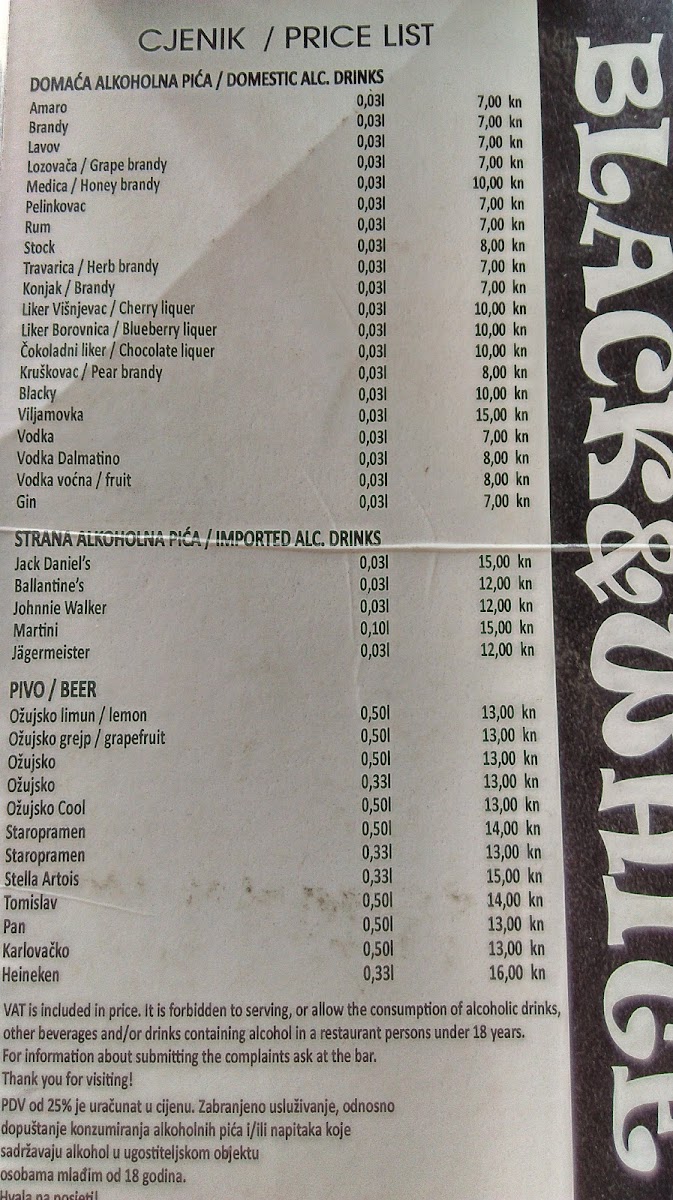 CJENIK / PRICE LIST
DOMAĆA ALKOHOLNA PIĆA / DOMESTIC ALC. DRINKS
Amaro 0,03l 7,00 kn
Brandy 0,03l 7,00 kn
Lavov 0,03l 7,00 kn
Lozovača / Grape brandy 0,03l 7,00 kn
Medica / Honey brandy 0,03l 10,00 kn
Pelinkovac 0,03l 7,00 kn
Rum 0,03l 7,00 kn
Stock 0,03l 8,00 kn
Travarica / Herb brandy 0,03l 7,00 kn
Konjak / Brandy 0,03l 7,00 kn
Liker Višnjevac / Cherry liquer 0,03l 10,00 kn
Liker Borovnica / Blueberry liquer 0,03l 10,00 kn
Čokoladni liker / Chocolate liquer 0,03l 10,00 kn
Kruškovac / Pear brandy 0,03l 8,00 kn
Blacky 0,03l 10,00 kn
Viljamovka 0,03l 15,00 kn
Vodka 0,03l 7,00 kn
Vodka Dalmatino 0,03l 8,00 kn
Vodka voćna / fruit 0,03l 8,00 kn
Gin 0,03l 7,00 kn
STRANA ALKOHOLNA PIĆA / IMPORTED ALC. DRINKS
Jack Daniel's 0,03l 15,00 kn
Ballantine's 0,03l 12,00 kn
Johnnie Walker 0,03l 12,00 kn
Martini 0,10l 15,00 kn
Jägermeister 0,03l 12,00 kn
PIVO / BEER
Ožujsko limun / lemon 0,50l 13,00 kn
Ožujsko grejp / grapefruit 0,50l 13,00 kn
Ožujsko 0,50l 13,00 kn
Ožujsko 0,33l 13,00 kn
Ožujsko Cool 0,50l 13,00 kn
Staropramen 0,50l 14,00 kn
Staropramen 0,33l 13,00 kn
Stella Artois 0,33l 15,00 kn
Tomislav 0,50l 14,00 kn
Pan 0,50l 13,00 kn
Karlovačko 0,50l 13,00 kn
Heineken 0,33l 16,00 kn
VAT is included in price. It is forbidden to serving, or allow the consumption of alcoholic drinks,
other beverages and/or drinks containing alcohol in a restaurant persons under 18 years.
For information about submitting the complaints ask at the bar.
Thank you for visiting!
PDV od 25% je uračunat u cijenu. Zabranjeno usluživanje, odnosno
dopuštanje konzumiranja alkoholnih pića i/ili napitaka koje
sadržavaju alkohol u ugostiteljskom objektu
osobama mlađim od 18 godina.
Hvala na posjeti!
BLACK&WHITE